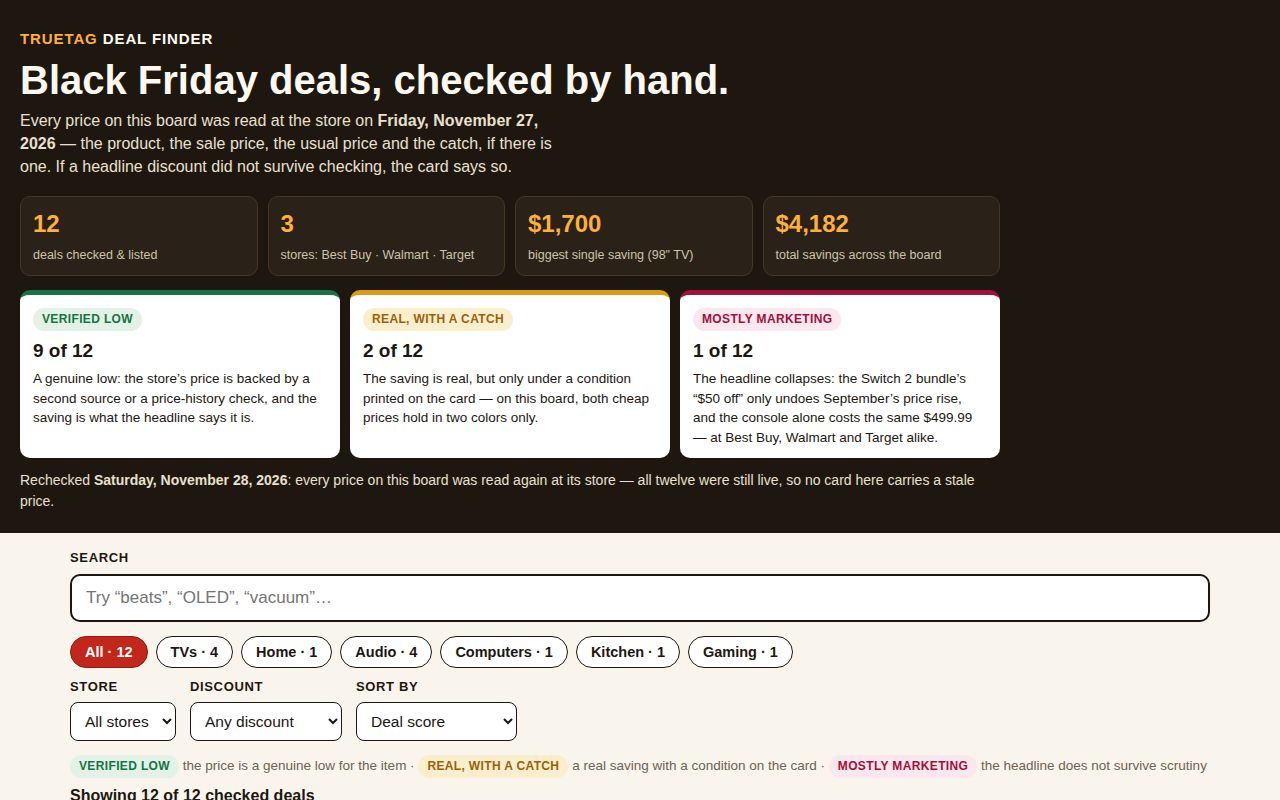 TRUETAG DEAL FINDER
Black Friday deals, checked by hand.
Every price on this board was read at the store on Friday, November 27,
2026 — the product, the sale price, the usual price and the catch, if there is
one. If a headline discount did not survive checking, the card says so.
12
deals checked & listed
3
stores: Best Buy · Walmart · Target
$1,700
biggest single saving (98" TV)
$4,182
total savings across the board
VERIFIED LOW
9 of 12
A genuine low: the store’s price is backed by a
second source or a price-history check, and the
saving is what the headline says it is.
REAL, WITH A CATCH
2 of 12
The saving is real, but only under a condition
printed on the card — on this board, both cheap
prices hold in two colors only.
MOSTLY MARKETING
1 of 12
The headline collapses: the Switch 2 bundle’s
“$50 off” only undoes September’s price rise,
and the console alone costs the same $499.99
— at Best Buy, Walmart and Target alike.
Rechecked Saturday, November 28, 2026: every price on this board was read again at its store — all twelve were still live, so no card here carries a stale
price.
SEARCH
Try “beats”, “OLED”, “vacuum”…
All · 12 TVs · 4 Home · 1 Audio · 4 Computers · 1 Kitchen · 1 Gaming · 1
STORE DISCOUNT SORT BY
All stores Any discount Deal score
VERIFIED LOW the price is a genuine low for the item · REAL, WITH A CATCH a real saving with a condition on the card · MOSTLY MARKETING the headline does not survive scrutiny
Showing 12 of 12 checked deals